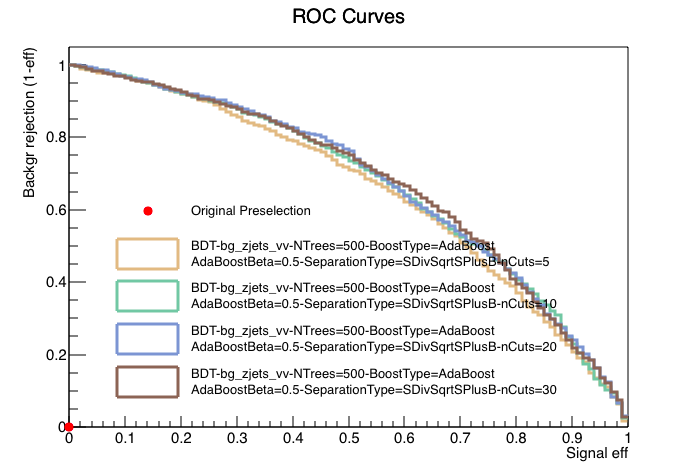 ROC Curves
Backgr rejection (1-eff)
1
0.8
0.6
0.4
0.2
0
Original Preselection
BDT-bg_zjets_vv-NTrees=500-BoostType=AdaBoost
AdaBoostBeta=0.5-SeparationType=SDivSqrtSPlusB-nCuts=5
BDT-bg_zjets_vv-NTrees=500-BoostType=AdaBoost
AdaBoostBeta=0.5-SeparationType=SDivSqrtSPlusB-nCuts=10
BDT-bg_zjets_vv-NTrees=500-BoostType=AdaBoost
AdaBoostBeta=0.5-SeparationType=SDivSqrtSPlusB-nCuts=20
BDT-bg_zjets_vv-NTrees=500-BoostType=AdaBoost
AdaBoostBeta=0.5-SeparationType=SDivSqrtSPlusB-nCuts=30
0 0.1 0.2 0.3 0.4 0.5 0.6 0.7 0.8 0.9 1
Signal eff